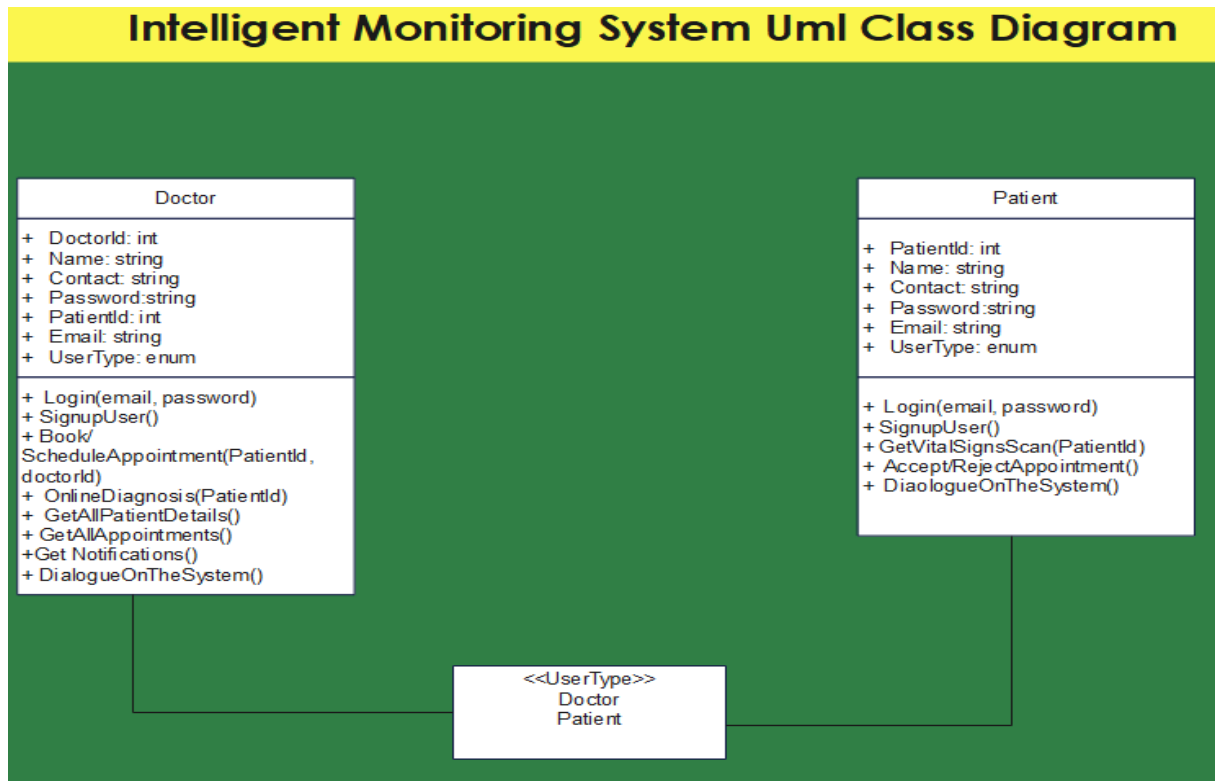 Intelligent Monitoring System Uml Class Diagram
Doctor
+ DoctorId: int
+ Name: string
+ Contact: string
+ Password:string
+ PatientId: int
+ Email: string
+ UserType: enum
+ Login(email, password)
+ SignupUser()
+ Book/
ScheduleAppointment(PatientId,
doctorId)
+ OnlineDiagnosis(PatientId)
+ GetAllPatientDetails()
+ GetAllAppointments()
+Get Notifications()
+ DialogueOnTheSystem()
Patient
+ PatientId: int
+ Name: string
+ Contact: string
+ Password:string
+ Email: string
+ UserType: enum
+ Login(email, password)
+ SignupUser()
+ GetVitalSignsScan(PatientId)
+ Accept/RejectAppointment()
+ DiaologueOnTheSystem()
<<UserType>>
Doctor
Patient